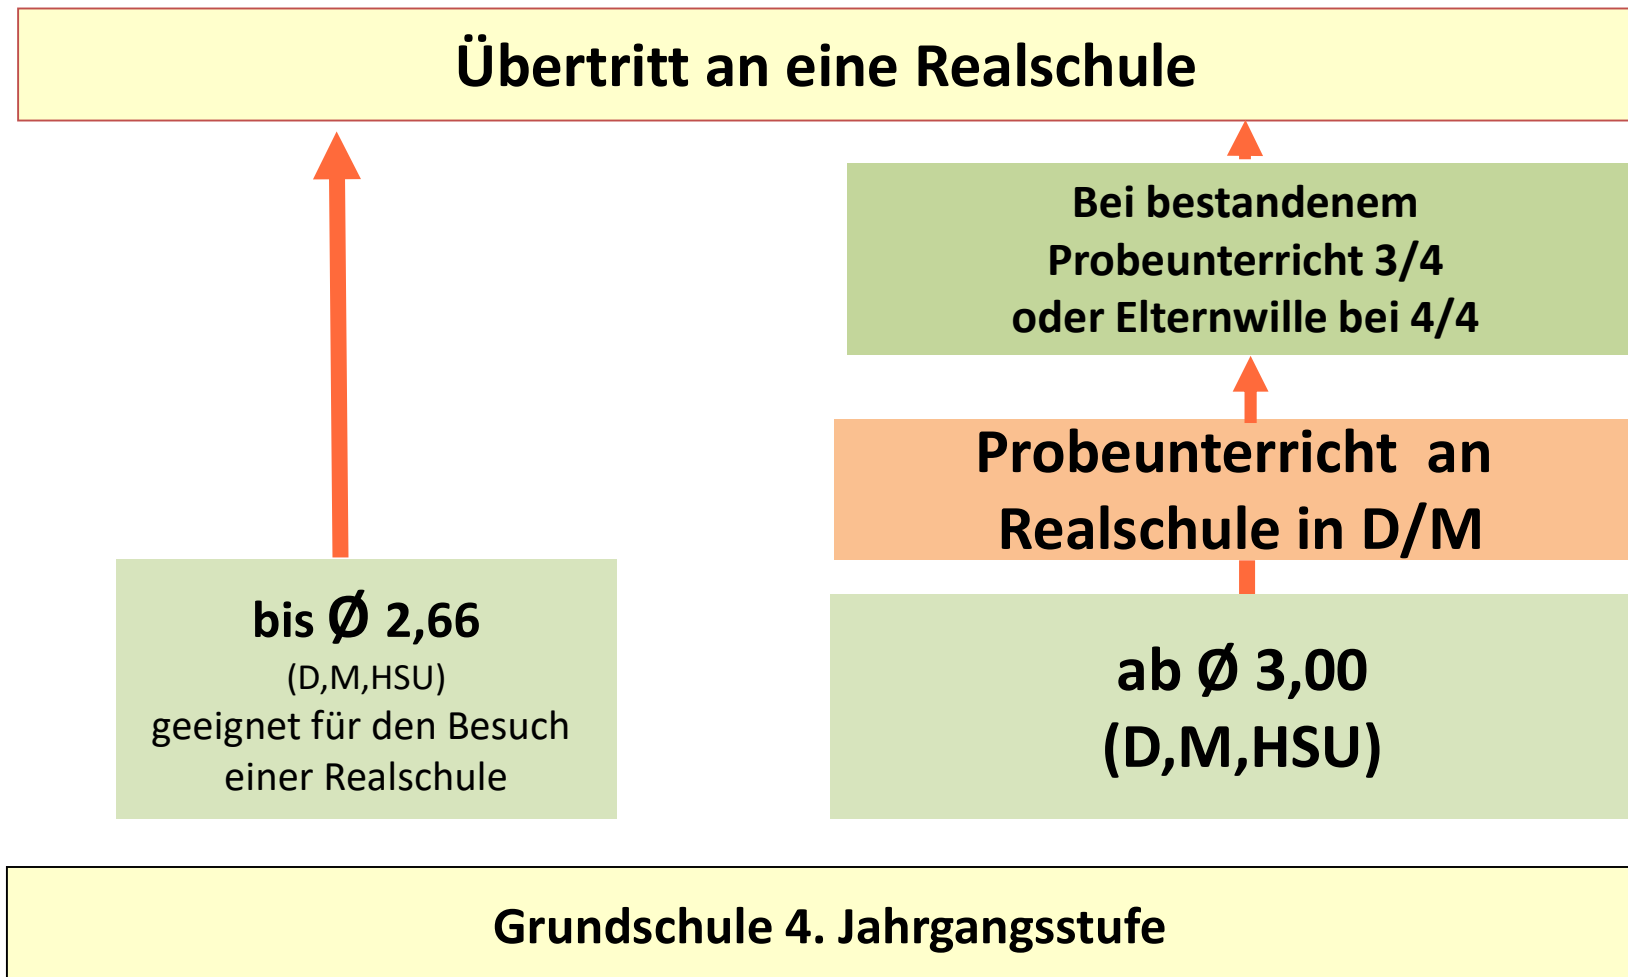 Übertritt an eine Realschule
Bei bestandenem
Probeunterricht 3/4
oder Elternwille bei 4/4
Probeunterricht an
Realschule in D/M
bis Ø 2,66
(D,M,HSU)
geeignet für den Besuch
einer Realschule
ab Ø 3,00
(D,M,HSU)
Grundschule 4. Jahrgangsstufe